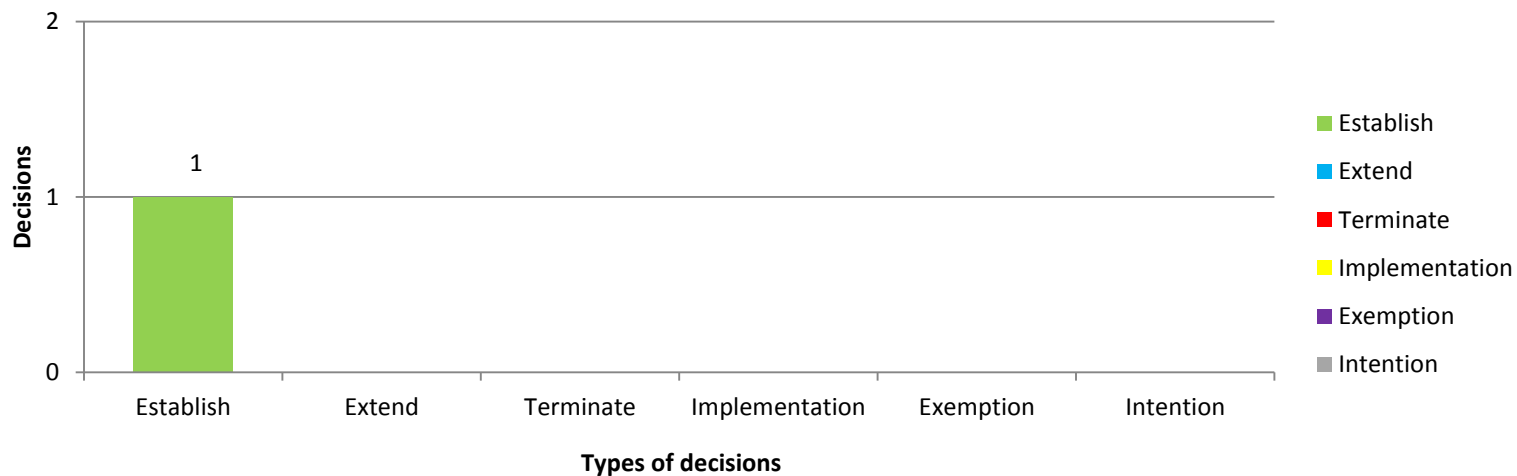 2
1
0
Decisions
1
Establish
Extend
Terminate
Implementation
Exemption
Intention
Types of decisions
Establish
Extend
Terminate
Implementation
Exemption
Intention